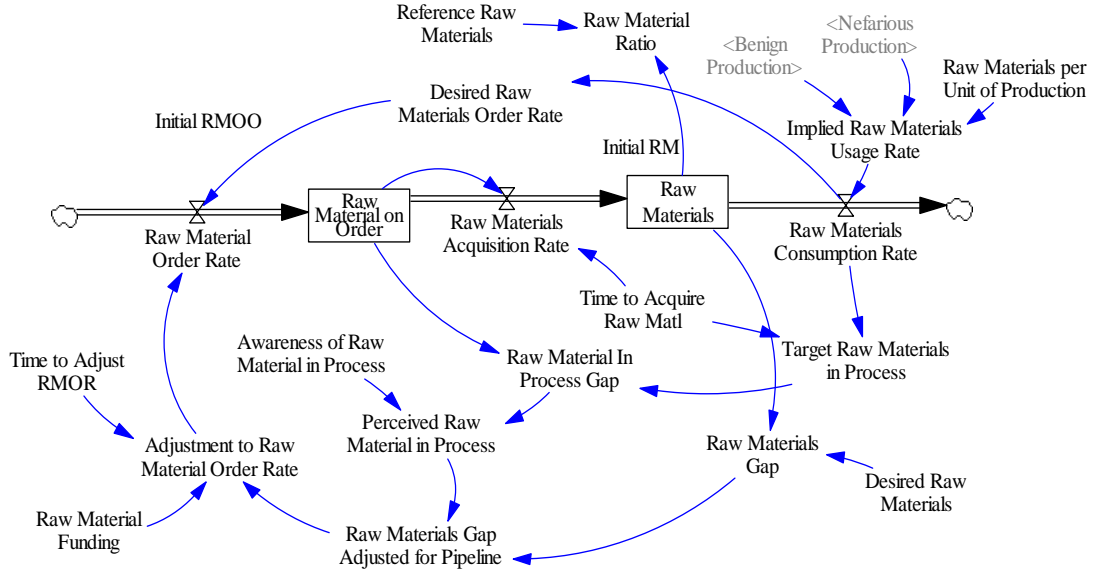 Reference Raw
Materials
Raw Material
Ratio
<Benign
Production>
<Nefarious
Production>
Raw Materials per
Unit of Production
Desired Raw
Materials Order Rate
Initial RMOO
Initial RM
Implied Raw Materials
Usage Rate
Raw
Material on
Order
Raw
Materials
Raw Material
Order Rate
Raw Materials
Acquisition Rate
Raw Materials
Consumption Rate
Time to Acquire
Raw Matl
Time to Adjust
RMOR
Awareness of Raw
Material in Process
Raw Material In
Process Gap
Target Raw Materials
in Process
Perceived Raw
Material in Process
Adjustment to Raw
Material Order Rate
Raw Materials
Gap
Desired Raw
Materials
Raw Material
Funding
Raw Materials Gap
Adjusted for Pipeline